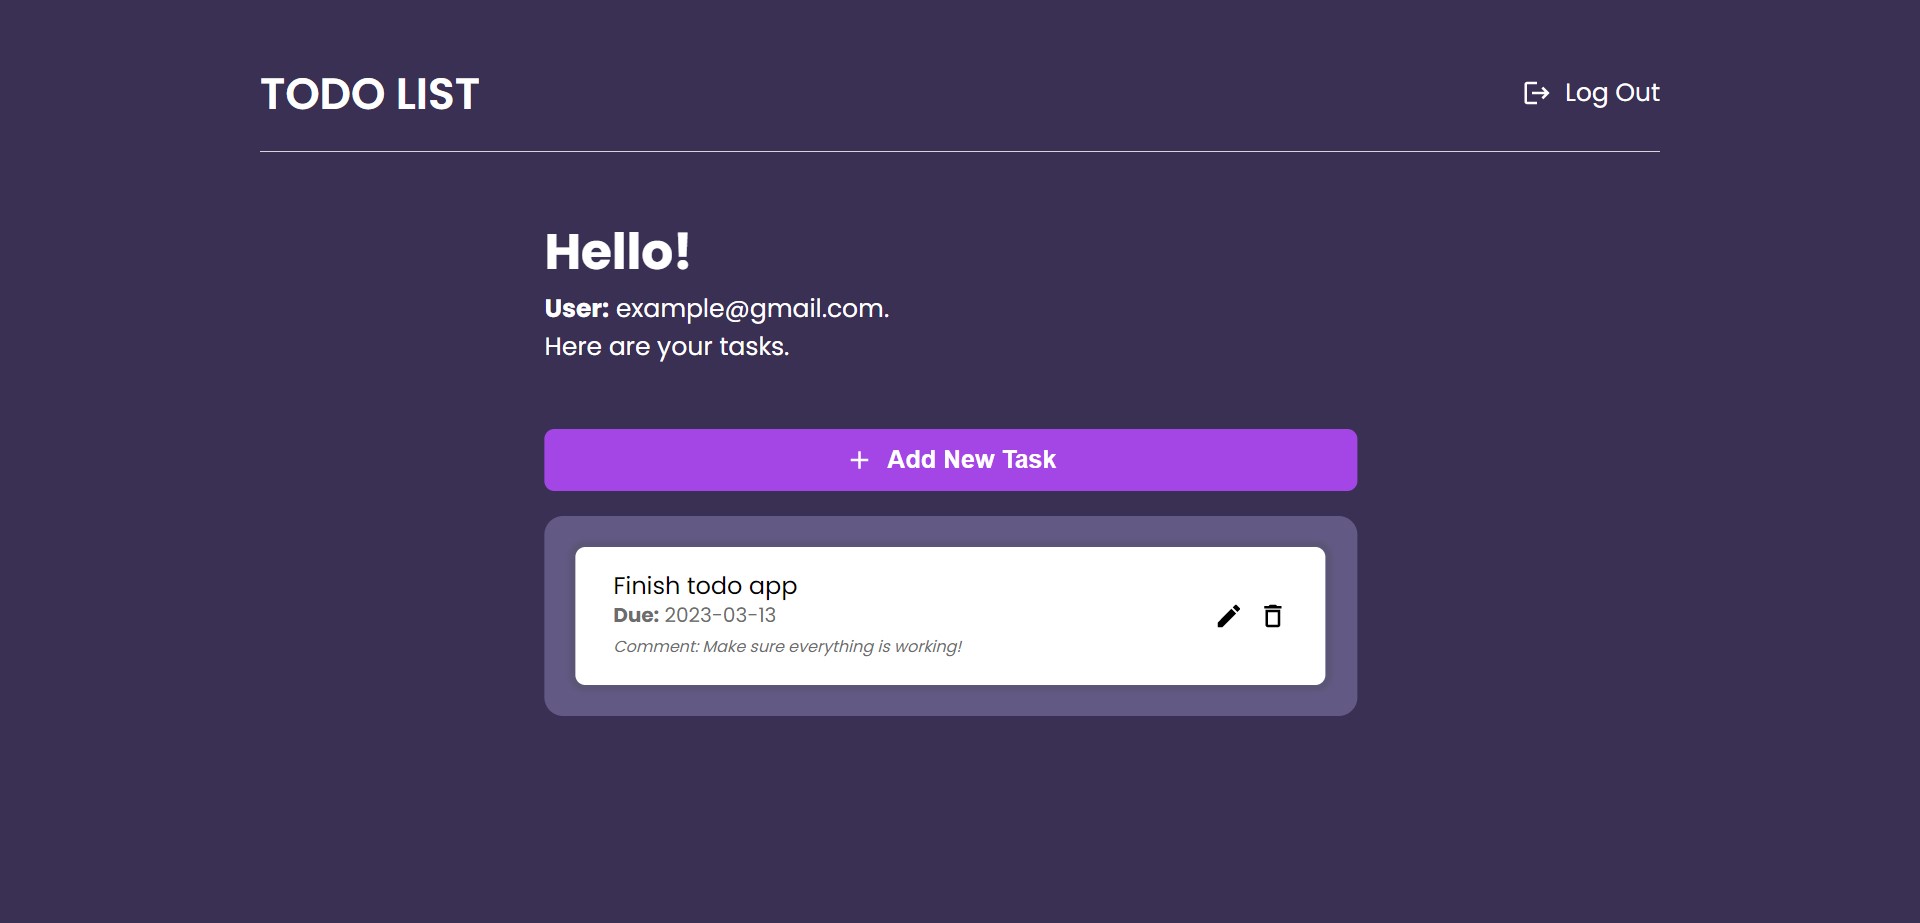 TODO LIST
Log Out
Hello!
User: example@gmail.com.
Here are your tasks.
Add New Task
Finish todo app
Due: 2023-03-13
Comment: Make sure everything is working!